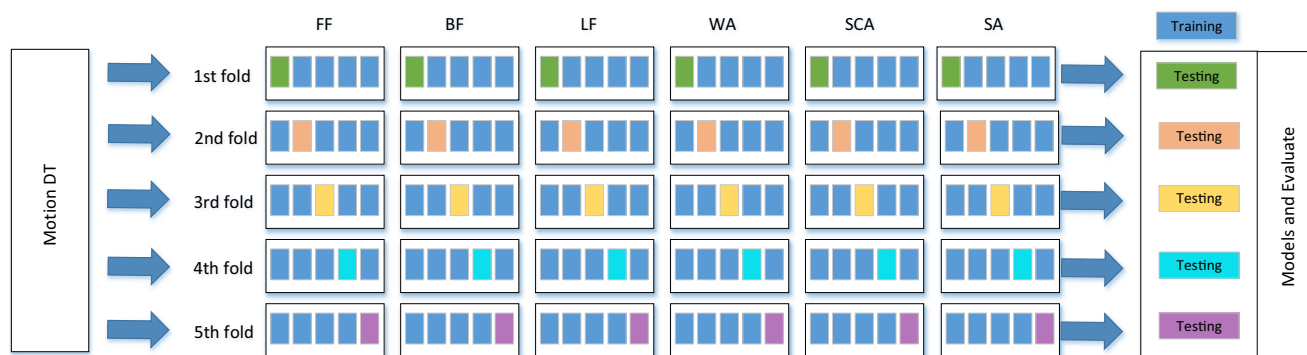 FF BF LF WA SCA SA
Training
Motion DT
1st fold
Testing
2nd fold
Testing
3rd fold
Testing
4th fold
Testing
5th fold
Testing
Models and Evaluate